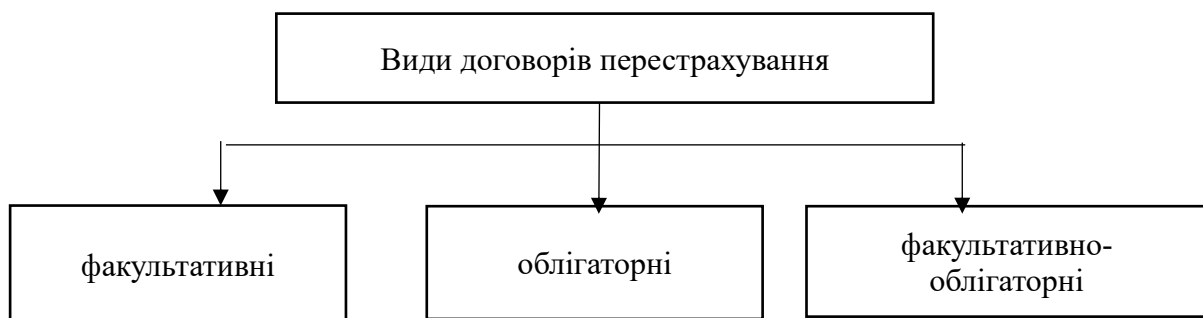 Види договорів перестрахування
факультативні
облігаторні
факультативно-
облігаторні